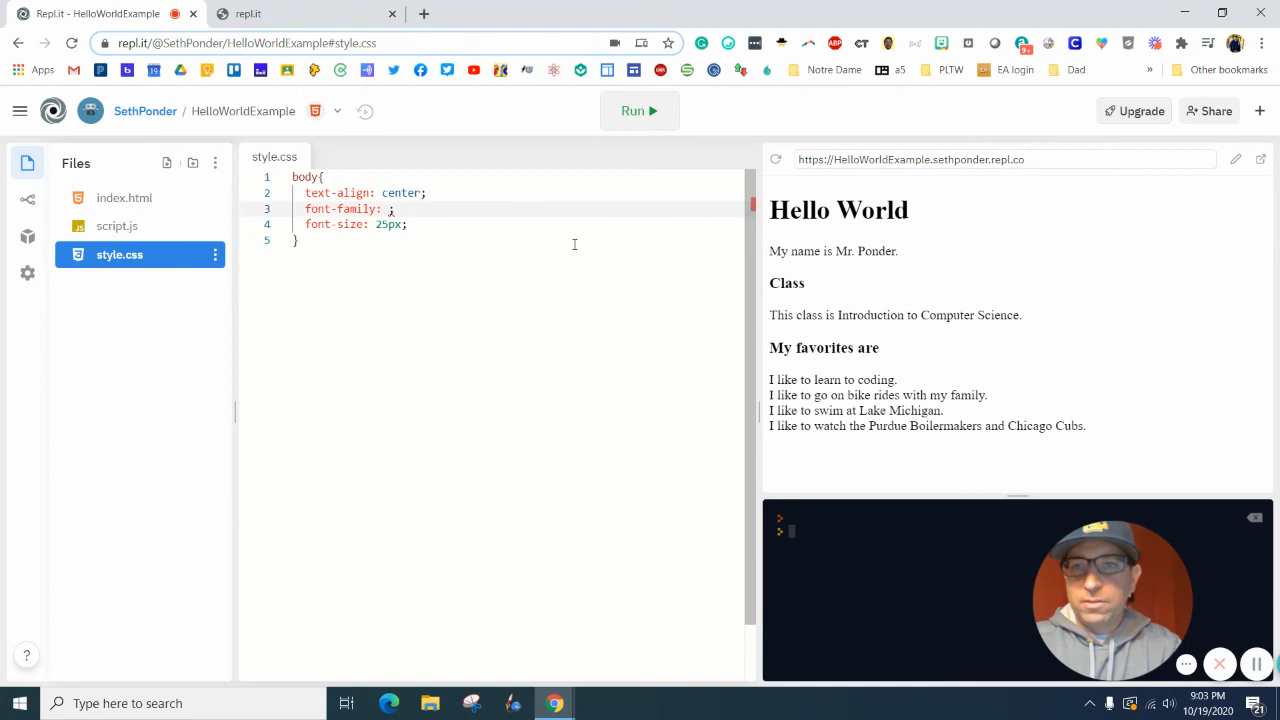 Repl.it - HelloWorldExample
repl.it
repl.it/@SethPonder/HelloWorldExample#style.css
Apps
Notre Dame
a5
PLTW
EA login
Dad
»
Other bookmarks
SethPonder / HelloWorldExample
Run
Upgrade
Share
Files
style.css
https://HelloWorldExample.sethponder.repl.co
index.html
script.js
style.css
1 body{
2 text-align: center;
3 font-family: ;
4 font-size: 25px;
5 }
Hello World
My name is Mr. Ponder.
Class
This class is Introduction to Computer Science.
My favorites are
I like to learn to coding.
I like to go on bike rides with my family.
I like to swim at Lake Michigan.
I like to watch the Purdue Boilermakers and Chicago Cubs.
Type here to search
9:03 PM
10/19/2020
21